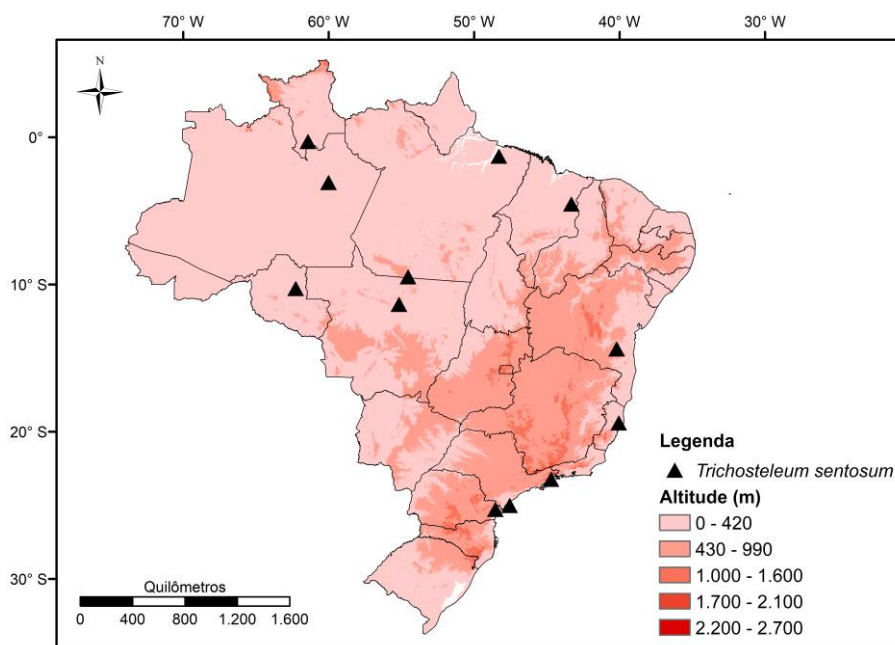 70° W 60° W 50° W 40° W 30° W
N
0°
10° S
20° S
30° S
Quilômetros
0 400 800 1.200 1.600
Legenda
Trichosteleum sentosum
Altitude (m)
0 - 420
430 - 990
1.000 - 1.600
1.700 - 2.100
2.200 - 2.700